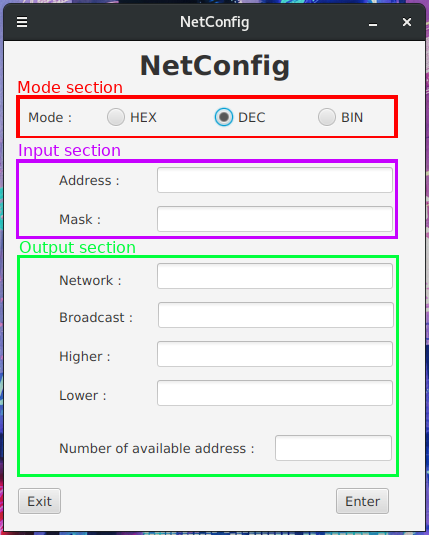 NetConfig
NetConfig
Mode section
Mode : HEX DEC BIN
Input section
Address :
Mask :
Output section
Network :
Broadcast :
Higher :
Lower :
Number of available address :
Exit Enter